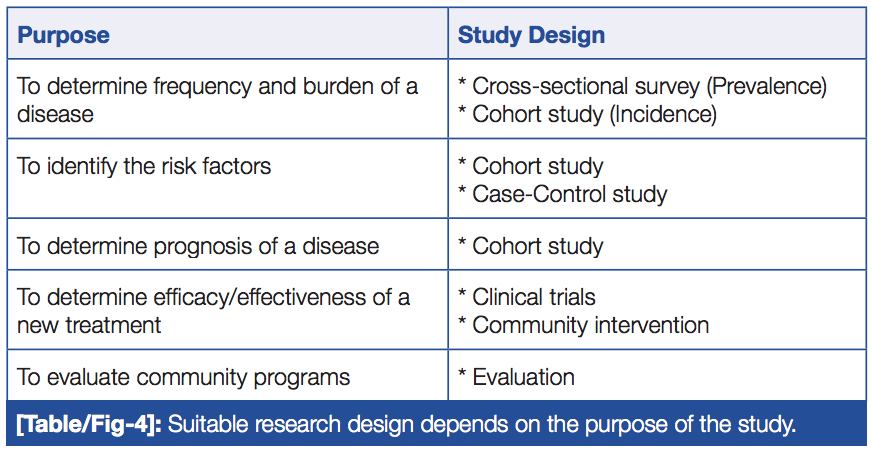 Purpose
Study Design
To determine frequency and burden of a
disease
* Cross-sectional survey (Prevalence)
* Cohort study (Incidence)
To identify the risk factors
* Cohort study
* Case-Control study
To determine prognosis of a disease
* Cohort study
To determine efficacy/effectiveness of a
new treatment
* Clinical trials
* Community intervention
To evaluate community programs
* Evaluation
[Table/Fig-4]: Suitable research design depends on the purpose of the study.